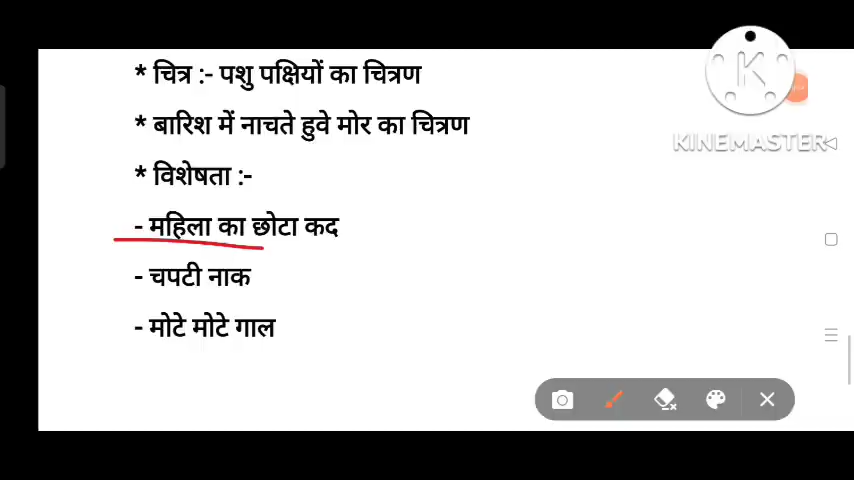 * चित्र :- पशु पक्षियों का चित्रण
* बारिश में नाचते हुवे मोर का चित्रण
* विशेषता :-
- महिला का छोटा कद
- चपटी नाक
- मोटे मोटे गाल
K
KINEMASTER